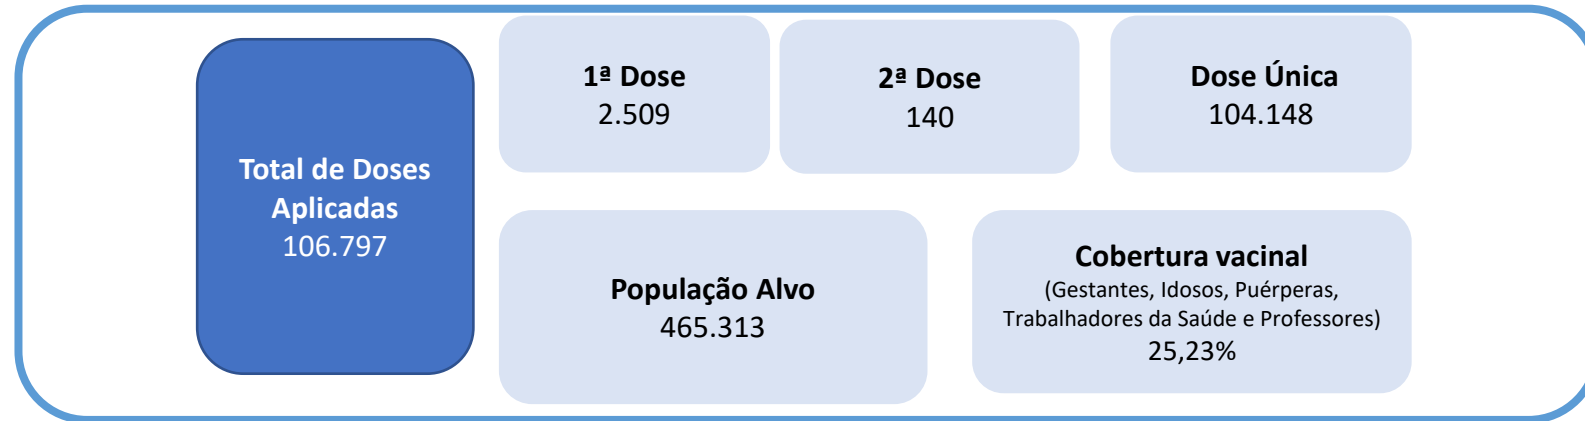 Total de Doses
Aplicadas
106.797
1ª Dose
2.509
2ª Dose
140
Dose Única
104.148
População Alvo
465.313
Cobertura vacinal
(Gestantes, Idosos, Puérperas,
Trabalhadores da Saúde e Professores)
25,23%